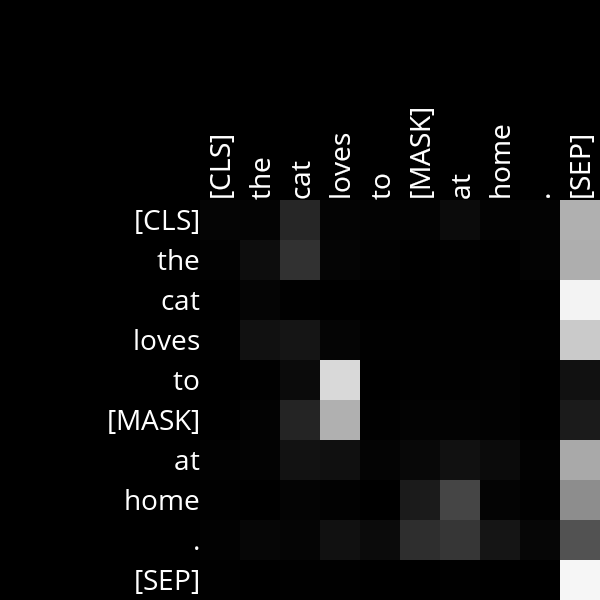 [CLS] the cat loves to [MASK] at home . [SEP]
[CLS]
the
cat
loves
to
[MASK]
at
home
.
[SEP]